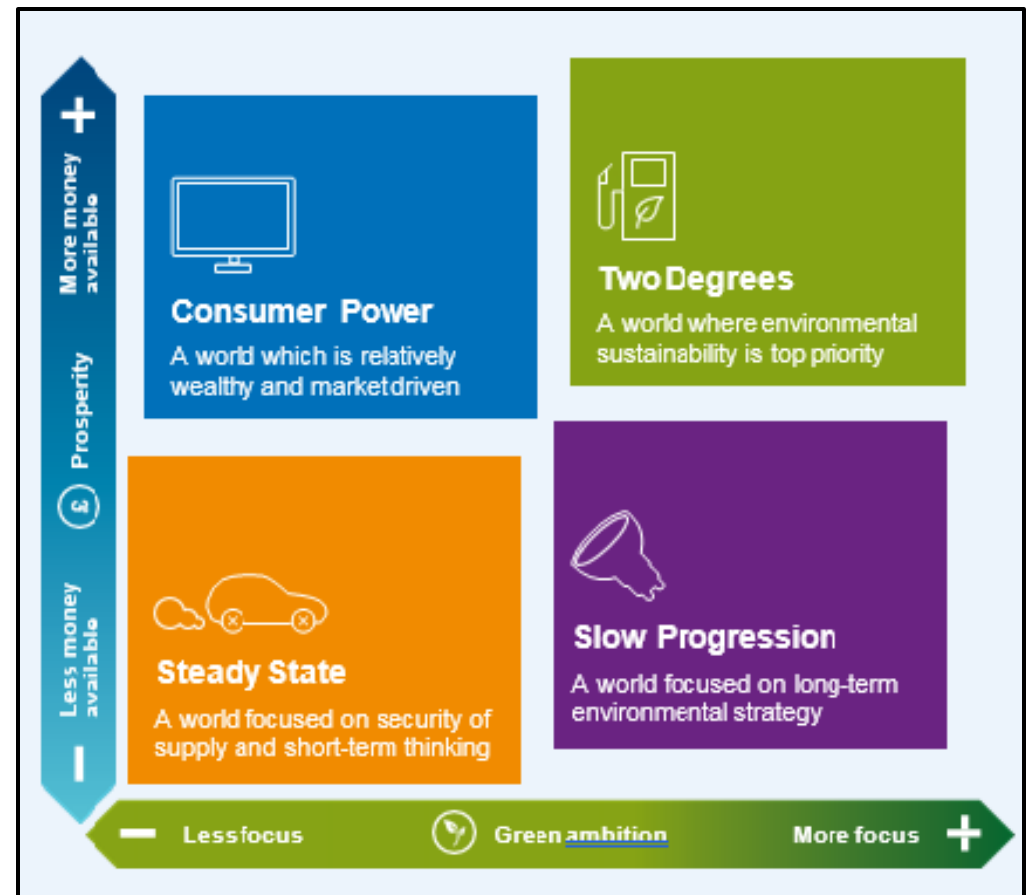 More money
available
Prosperity
£
Less money
available
Consumer Power
A world which is relatively
wealthy and market driven
Two Degrees
A world where environmental
sustainability is top priority
Steady State
A world focused on security of
supply and short-term thinking
Slow Progression
A world focused on long-term
environmental strategy
Less focus
Green ambition
More focus